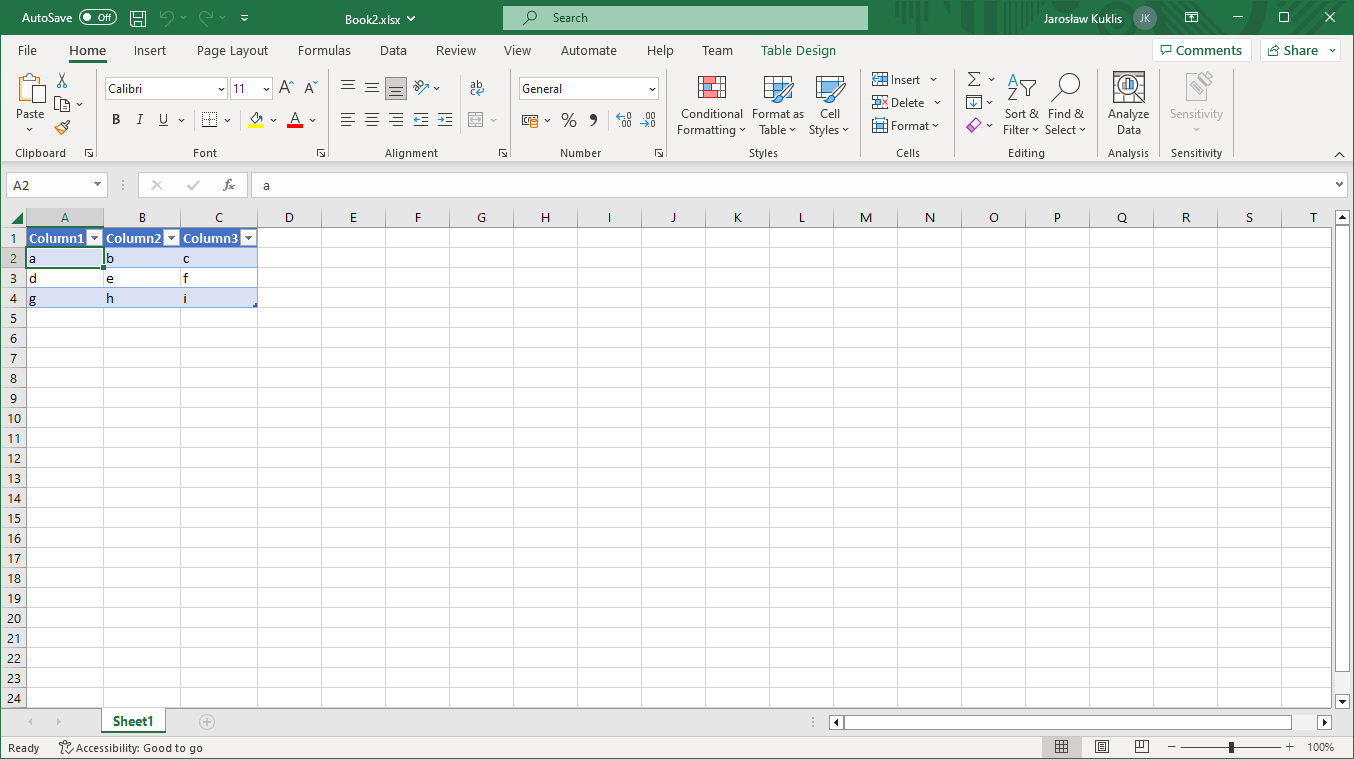 AutoSave Off Book2.xlsx Search Jarosław Kuklis JK
File Home Insert Page Layout Formulas Data Review View Automate Help Team Table Design Comments Share
Paste
Clipboard
Calibri 11
B I U A
Font
ab
Alignment
General
% 9 .00 .0
Number
Conditional Formatting
Format as Table
Cell Styles
Styles
Insert
Delete
Format
Cells
Sort & Filter
Find & Select
Editing
Analyze Data
Analysis
Sensitivity
Sensitivity
A2 fx a
A B C D E F G H I J K L M N O P Q R S T
1 Column1 Column2 Column3
2 a b c
3 d e f
4 g h i
5
6
7
8
9
10
11
12
13
14
15
16
17
18
19
20
21
22
23
24
Sheet1
Ready Accessibility: Good to go 100%